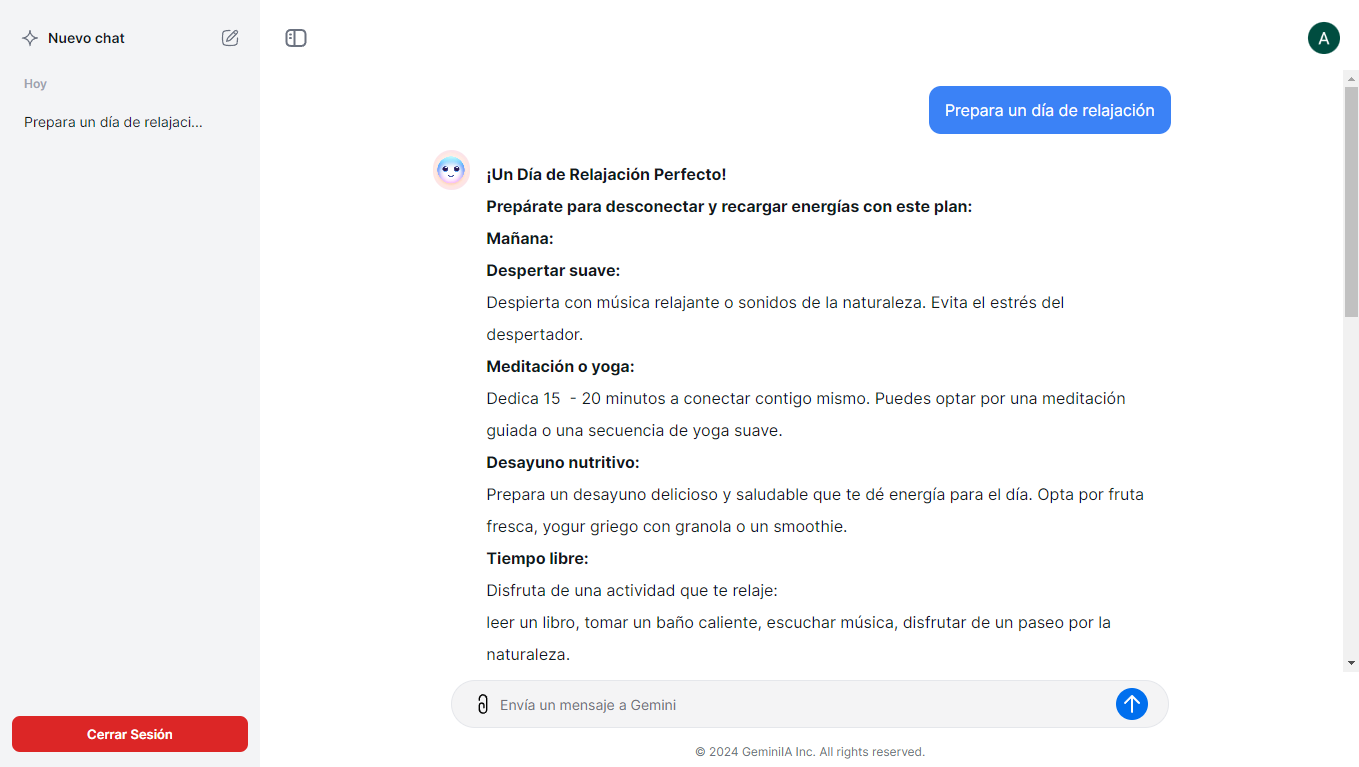 Nuevo chat
Hoy
Prepara un día de relajaci...
Cerrar Sesión
A
Prepara un día de relajación
¡Un Día de Relajación Perfecto!
Prepárate para desconectar y recargar energías con este plan:
Mañana:
Despertar suave:
Despierta con música relajante o sonidos de la naturaleza. Evita el estrés del
despertador.
Meditación o yoga:
Dedica 15  - 20 minutos a conectar contigo mismo. Puedes optar por una meditación
guiada o una secuencia de yoga suave.
Desayuno nutritivo:
Prepara un desayuno delicioso y saludable que te dé energía para el día. Opta por fruta
fresca, yogur griego con granola o un smoothie.
Tiempo libre:
Disfruta de una actividad que te relaje:
leer un libro, tomar un baño caliente, escuchar música, disfrutar de un paseo por la
naturaleza.
Envía un mensaje a Gemini
© 2024 GeminiIA Inc. All rights reserved.